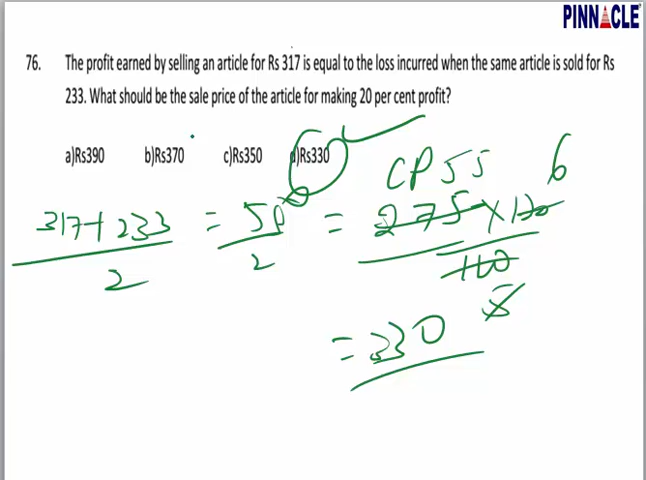 PINNACLE
76. The profit earned by selling an article for Rs 317 is equal to the loss incurred when the same article is sold for Rs
233. What should be the sale price of the article for making 20 per cent profit?
a)Rs390 b)Rs370 c)Rs350 d)Rs330
CP 55 6
317+233 / 2 = 550 / 2 = 275 × 120 / 100
5
= 330